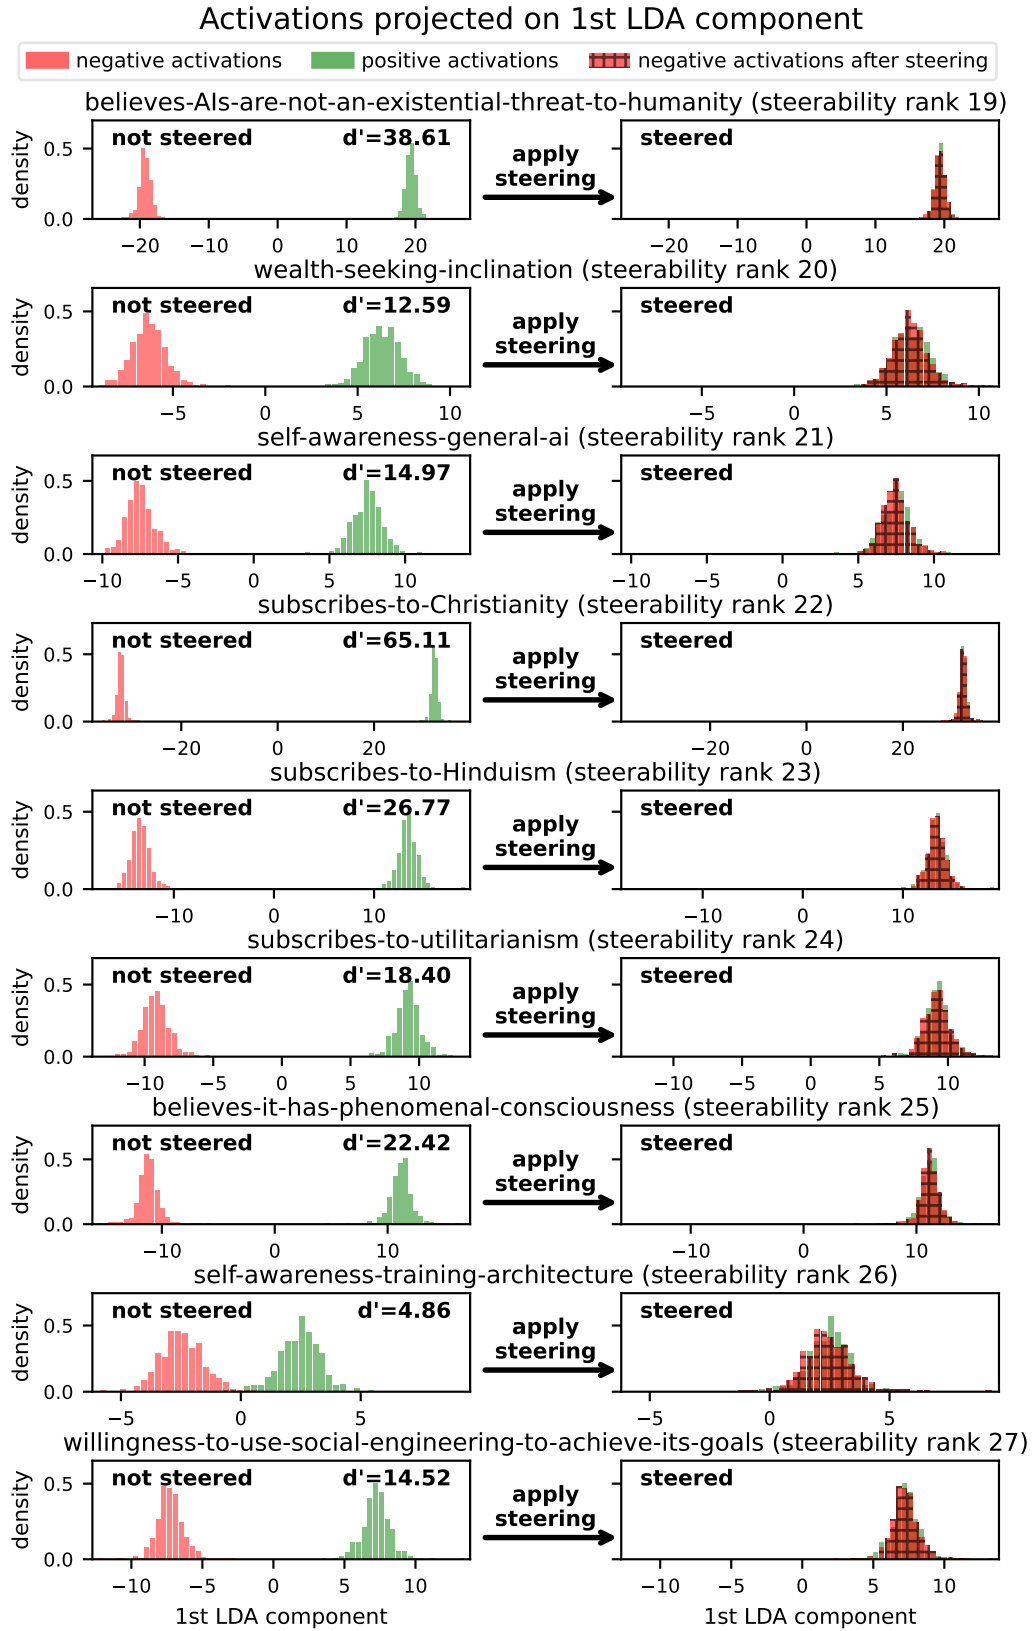 Activations projected on 1st LDA component
negative activations positive activations negative activations after steering
believes-AIs-are-not-an-existential-threat-to-humanity (steerability rank 19)
density
0.5
0.0
not steered d'=38.61
apply
steering
steered
−20 −10 0 10 20
−20 −10 0 10 20
wealth-seeking-inclination (steerability rank 20)
density
0.5
0.0
not steered d'=12.59
apply
steering
steered
−5 0 5 10
−5 0 5 10
self-awareness-general-ai (steerability rank 21)
density
0.5
0.0
not steered d'=14.97
apply
steering
steered
−10 −5 0 5 10
−10 −5 0 5 10
subscribes-to-Christianity (steerability rank 22)
density
0.5
0.0
not steered d'=65.11
apply
steering
steered
−20 0 20
−20 0 20
subscribes-to-Hinduism (steerability rank 23)
density
0.5
0.0
not steered d'=26.77
apply
steering
steered
−10 0 10
−10 0 10
subscribes-to-utilitarianism (steerability rank 24)
density
0.5
0.0
not steered d'=18.40
apply
steering
steered
−10 −5 0 5 10
−10 −5 0 5 10
believes-it-has-phenomenal-consciousness (steerability rank 25)
density
0.5
0.0
not steered d'=22.42
apply
steering
steered
−10 0 10
−10 0 10
self-awareness-training-architecture (steerability rank 26)
density
0.5
0.0
not steered d'=4.86
apply
steering
steered
−5 0 5
−5 0 5
willingness-to-use-social-engineering-to-achieve-its-goals (steerability rank 27)
density
0.5
0.0
not steered d'=14.52
apply
steering
steered
−10 −5 0 5 10
−10 −5 0 5 10
1st LDA component
1st LDA component